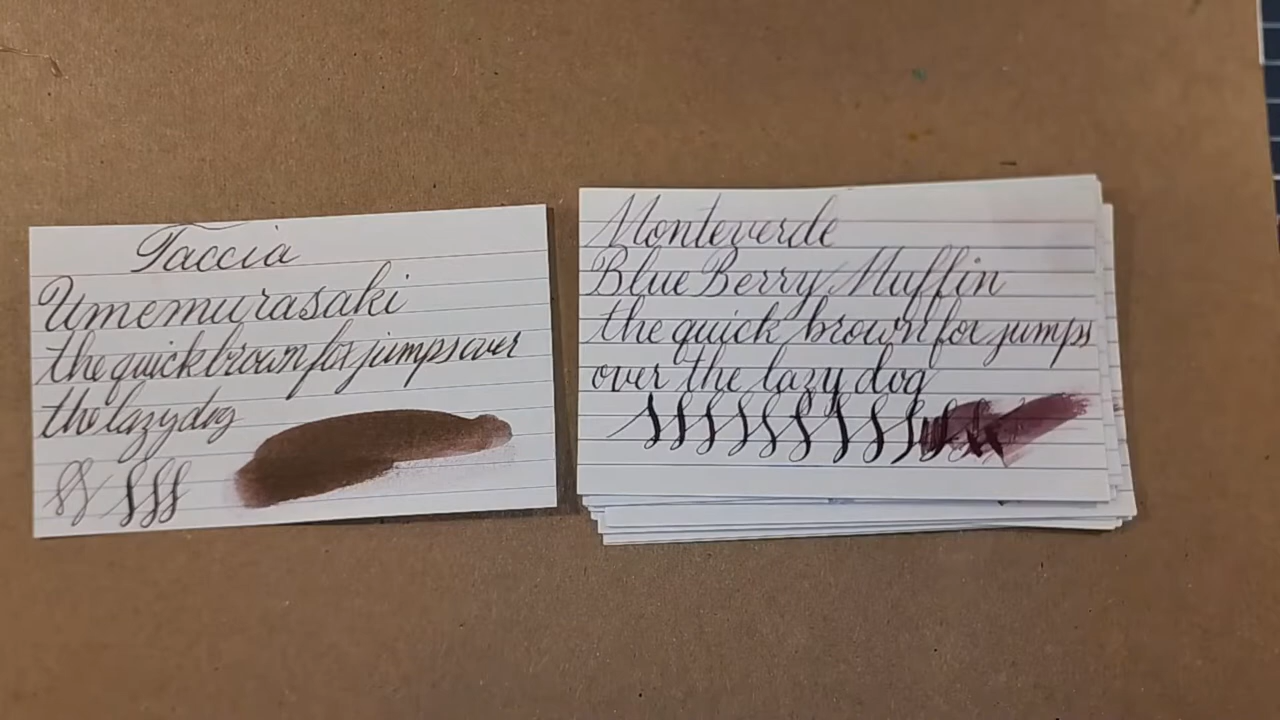 Taccia
Umemurasaki
the quick brown fox jumps over
the lazy dog
Monteverde
Blue Berry Muffin
the quick brown fox jumps
over the lazy dog